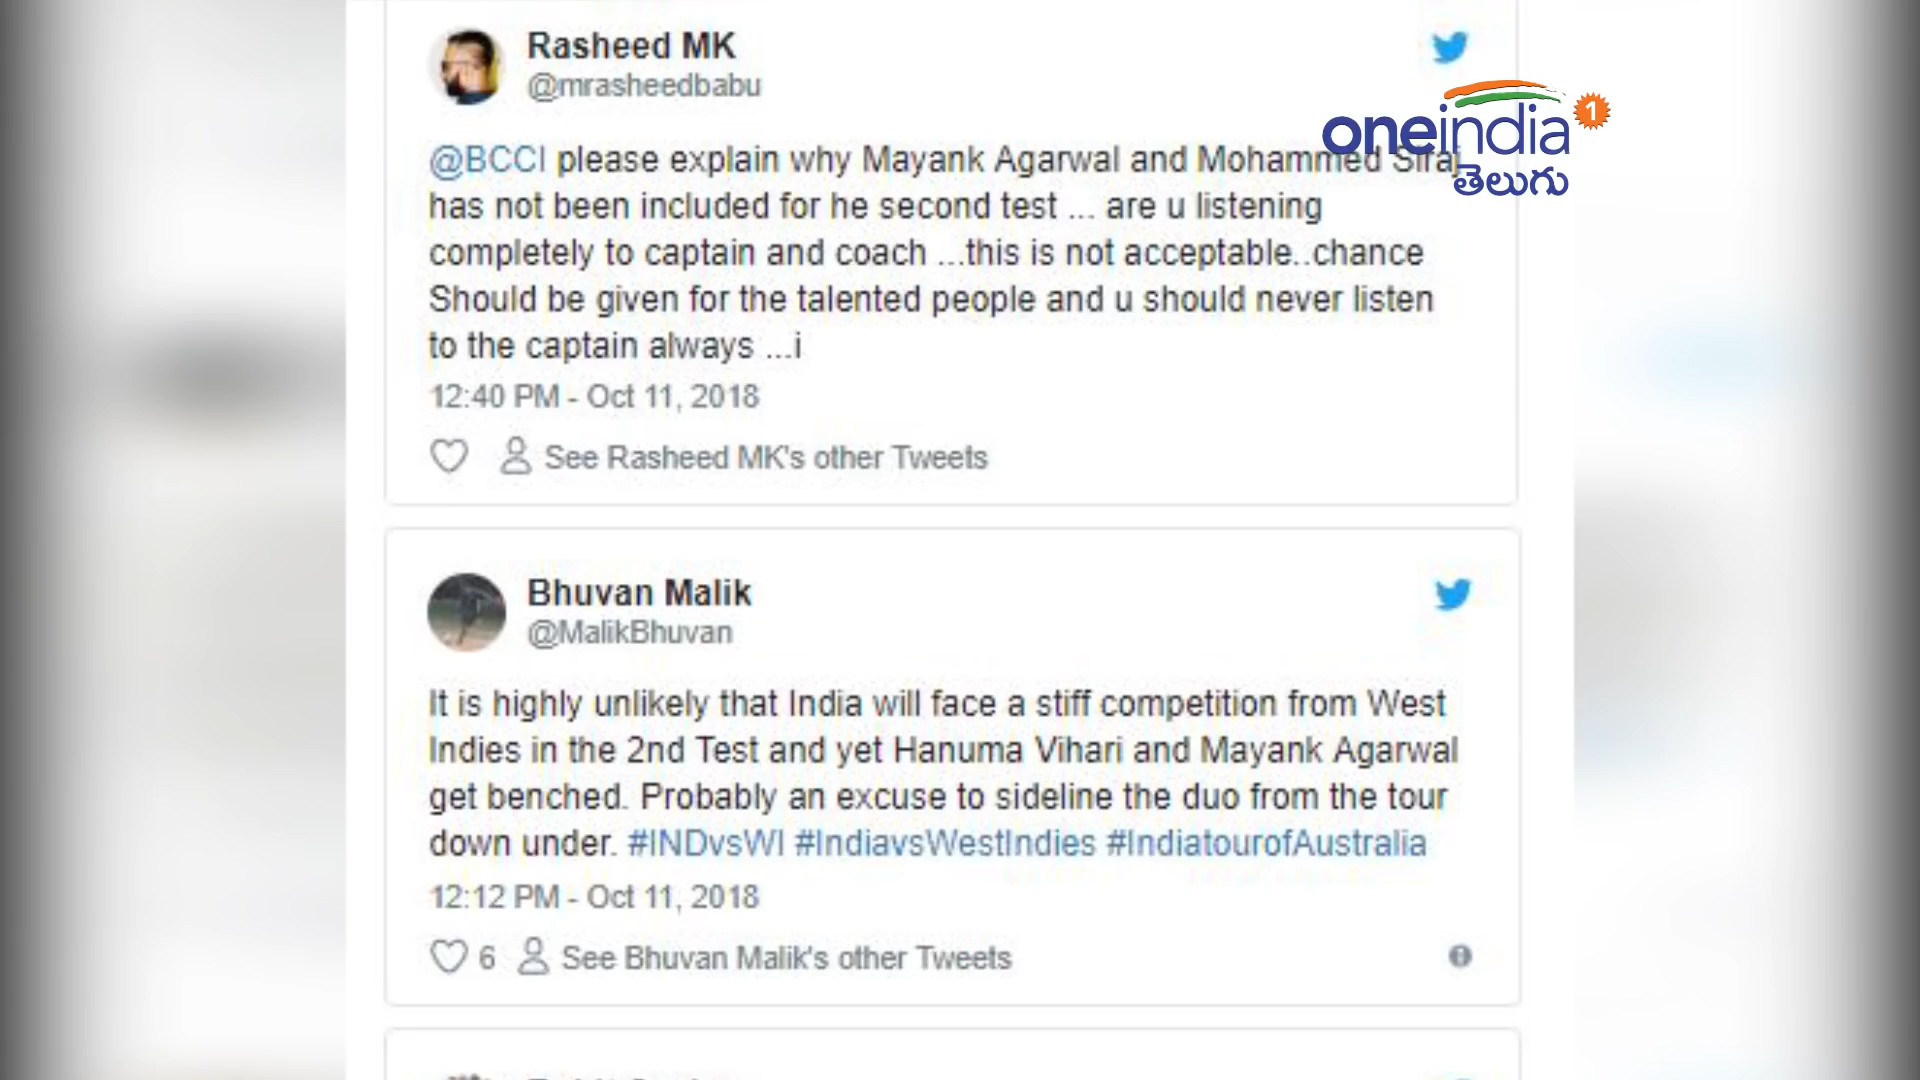 Rasheed MK
@mrasheedbabu
oneindia 1
తెలుగు
@BCCI please explain why Mayank Agarwal and Mohammed Siraj
has not been included for he second test ... are u listening
completely to captain and coach ...this is not acceptable..chance
Should be given for the talented people and u should never listen
to the captain always ...i
12:40 PM - Oct 11, 2018
See Rasheed MK's other Tweets
Bhuvan Malik
@MalikBhuvan
It is highly unlikely that India will face a stiff competition from West
Indies in the 2nd Test and yet Hanuma Vihari and Mayank Agarwal
get benched. Probably an excuse to sideline the duo from the tour
down under. #INDvsWI #IndiavsWestIndies #IndiatourofAustralia
12:12 PM - Oct 11, 2018
6 See Bhuvan Malik's other Tweets